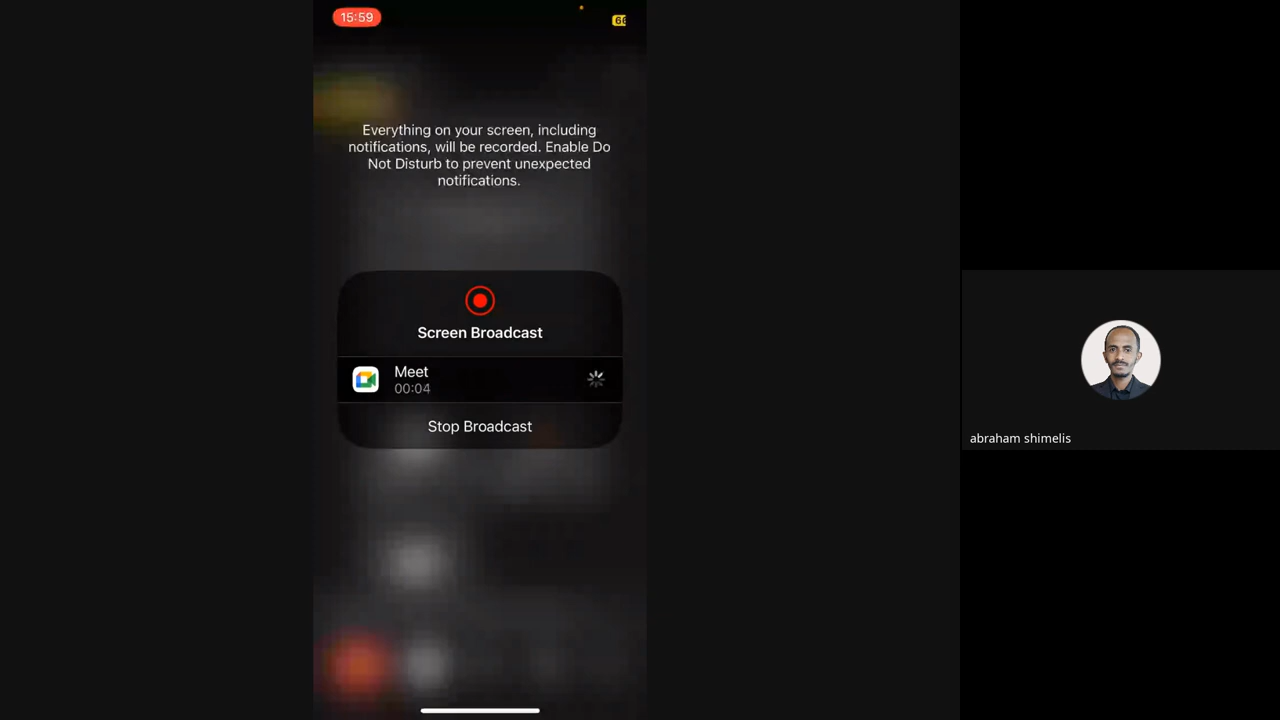 15:59
66
Everything on your screen, including
notifications, will be recorded. Enable Do
Not Disturb to prevent unexpected
notifications.
Screen Broadcast
Meet
00:04
Stop Broadcast
abraham shimelis